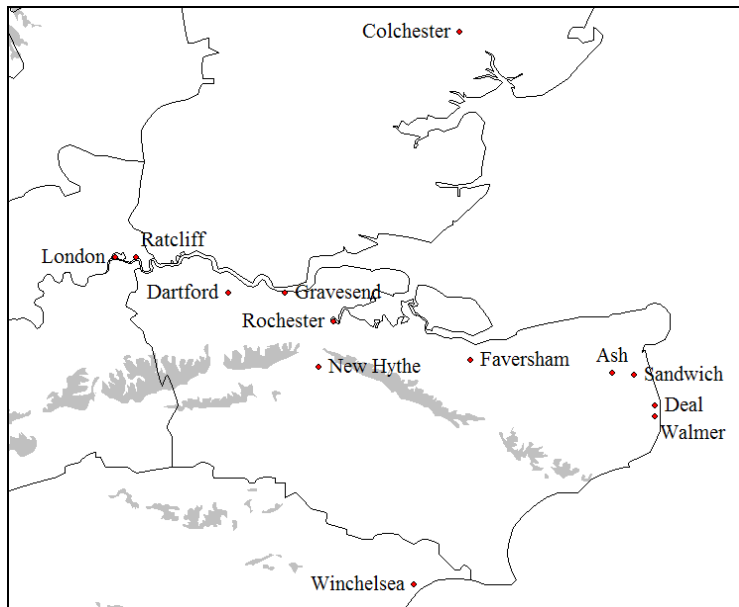 Colchester
Ratcliff
London
Dartford
Gravesend
Rochester
New Hythe
Faversham
Ash
Sandwich
Deal
Walmer
Winchelsea